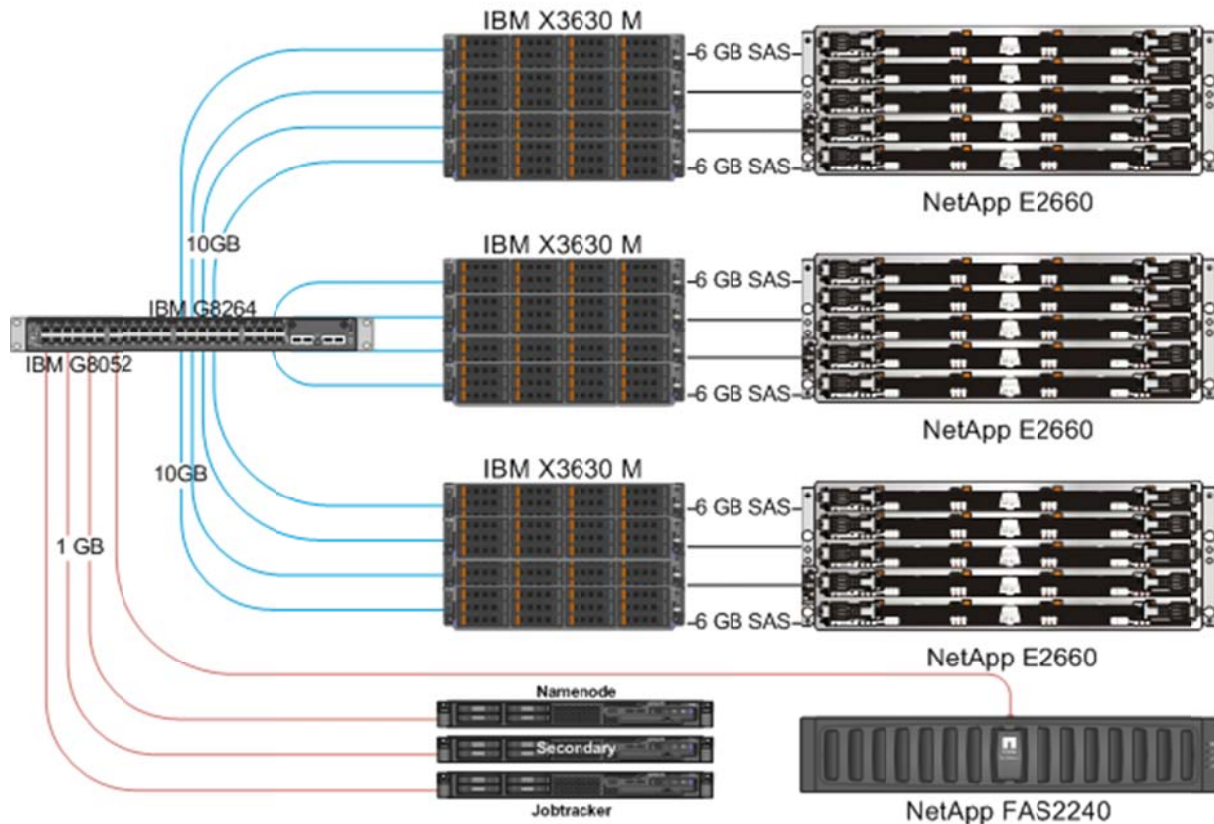 IBM X3630 M
6 GB SAS
6 GB SAS
NetApp E2660
10GB
IBM X3630 M
6 GB SAS
6 GB SAS
NetApp E2660
IBM G8264
IBM G8052
10GB
IBM X3630 M
6 GB SAS
6 GB SAS
NetApp E2660
1 GB
Namenode
Secondary
Jobtracker
NetApp FAS2240